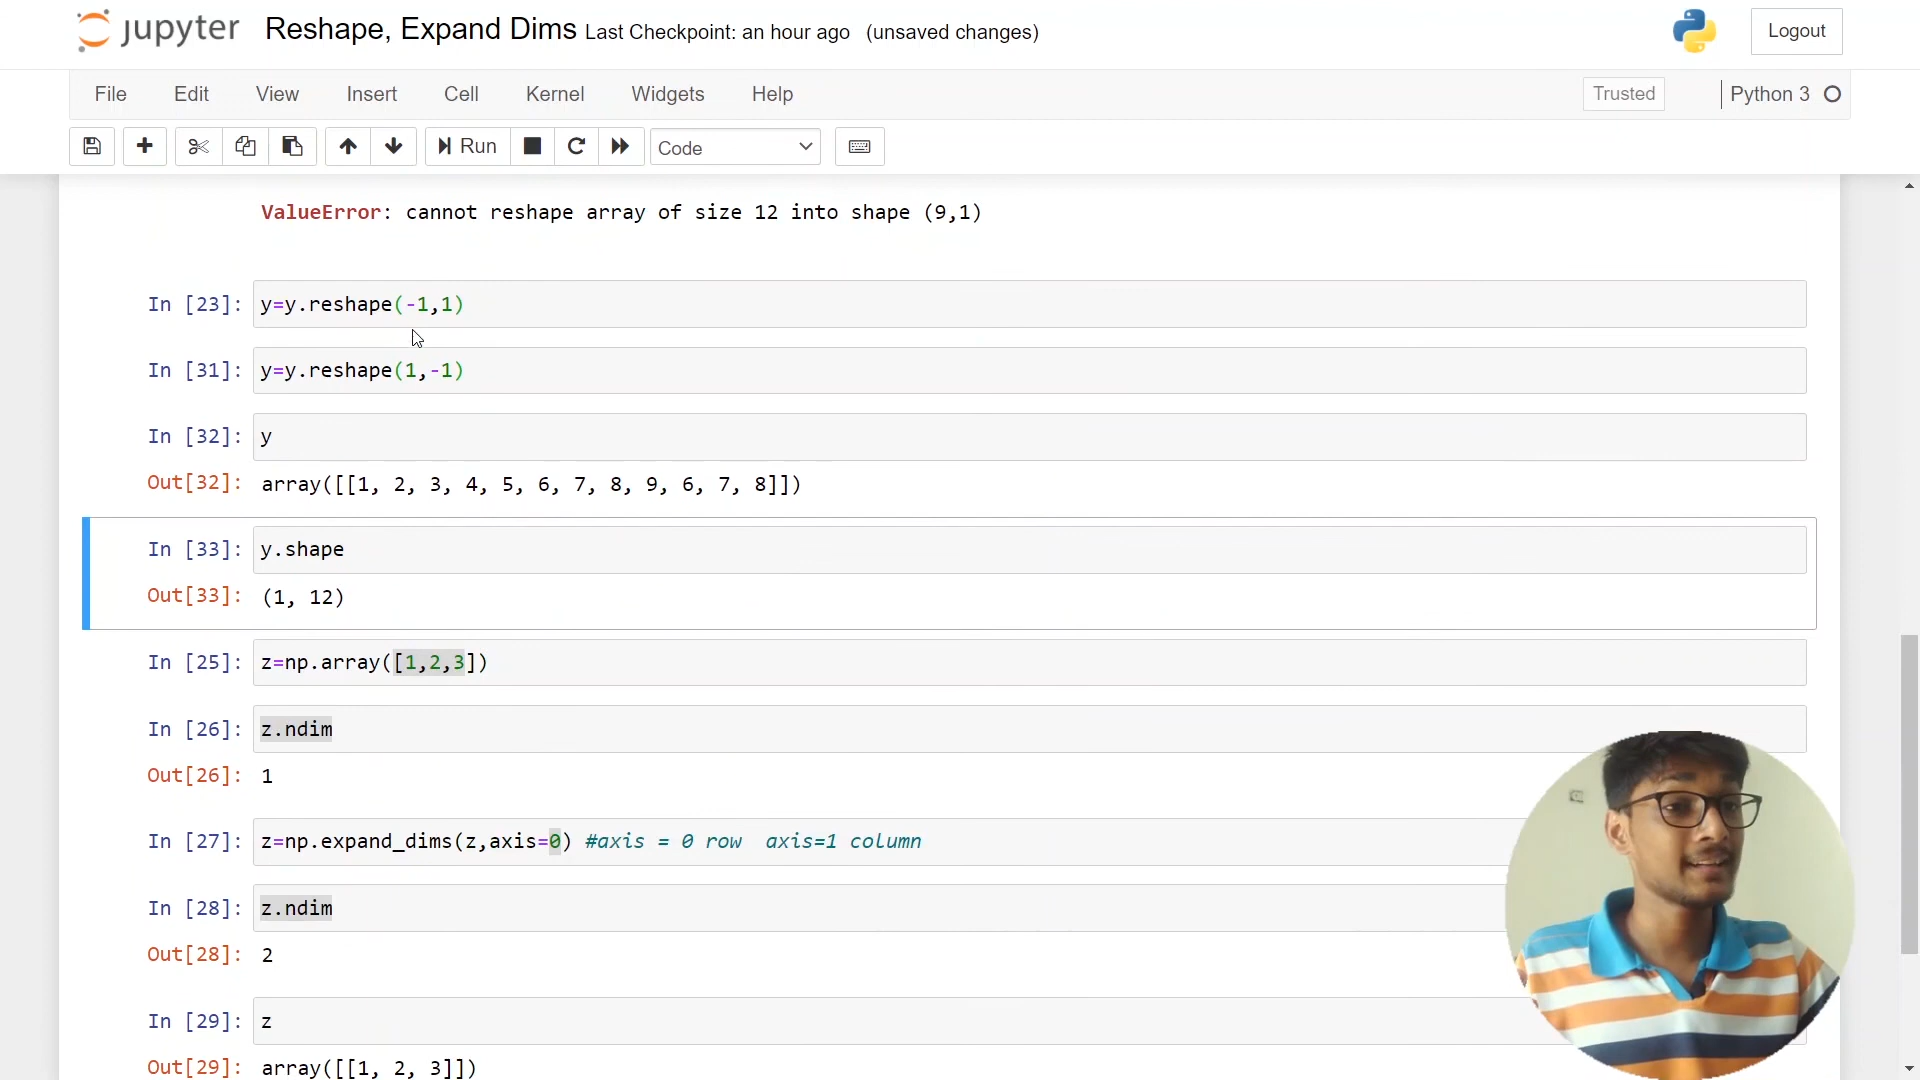 jupyter Reshape, Expand Dims Last Checkpoint: an hour ago (unsaved changes) Logout
File Edit View Insert Cell Kernel Widgets Help Trusted Python 3
Run Code
ValueError: cannot reshape array of size 12 into shape (9,1)
In [23]: y=y.reshape(-1,1)
In [31]: y=y.reshape(1,-1)
In [32]: y
Out[32]: array([[1, 2, 3, 4, 5, 6, 7, 8, 9, 6, 7, 8]])
In [33]: y.shape
Out[33]: (1, 12)
In [25]: z=np.array([1,2,3])
In [26]: z.ndim
Out[26]: 1
In [27]: z=np.expand_dims(z,axis=0) #axis = 0 row  axis=1 column
In [28]: z.ndim
Out[28]: 2
In [29]: z
Out[29]: array([[1, 2, 3]])